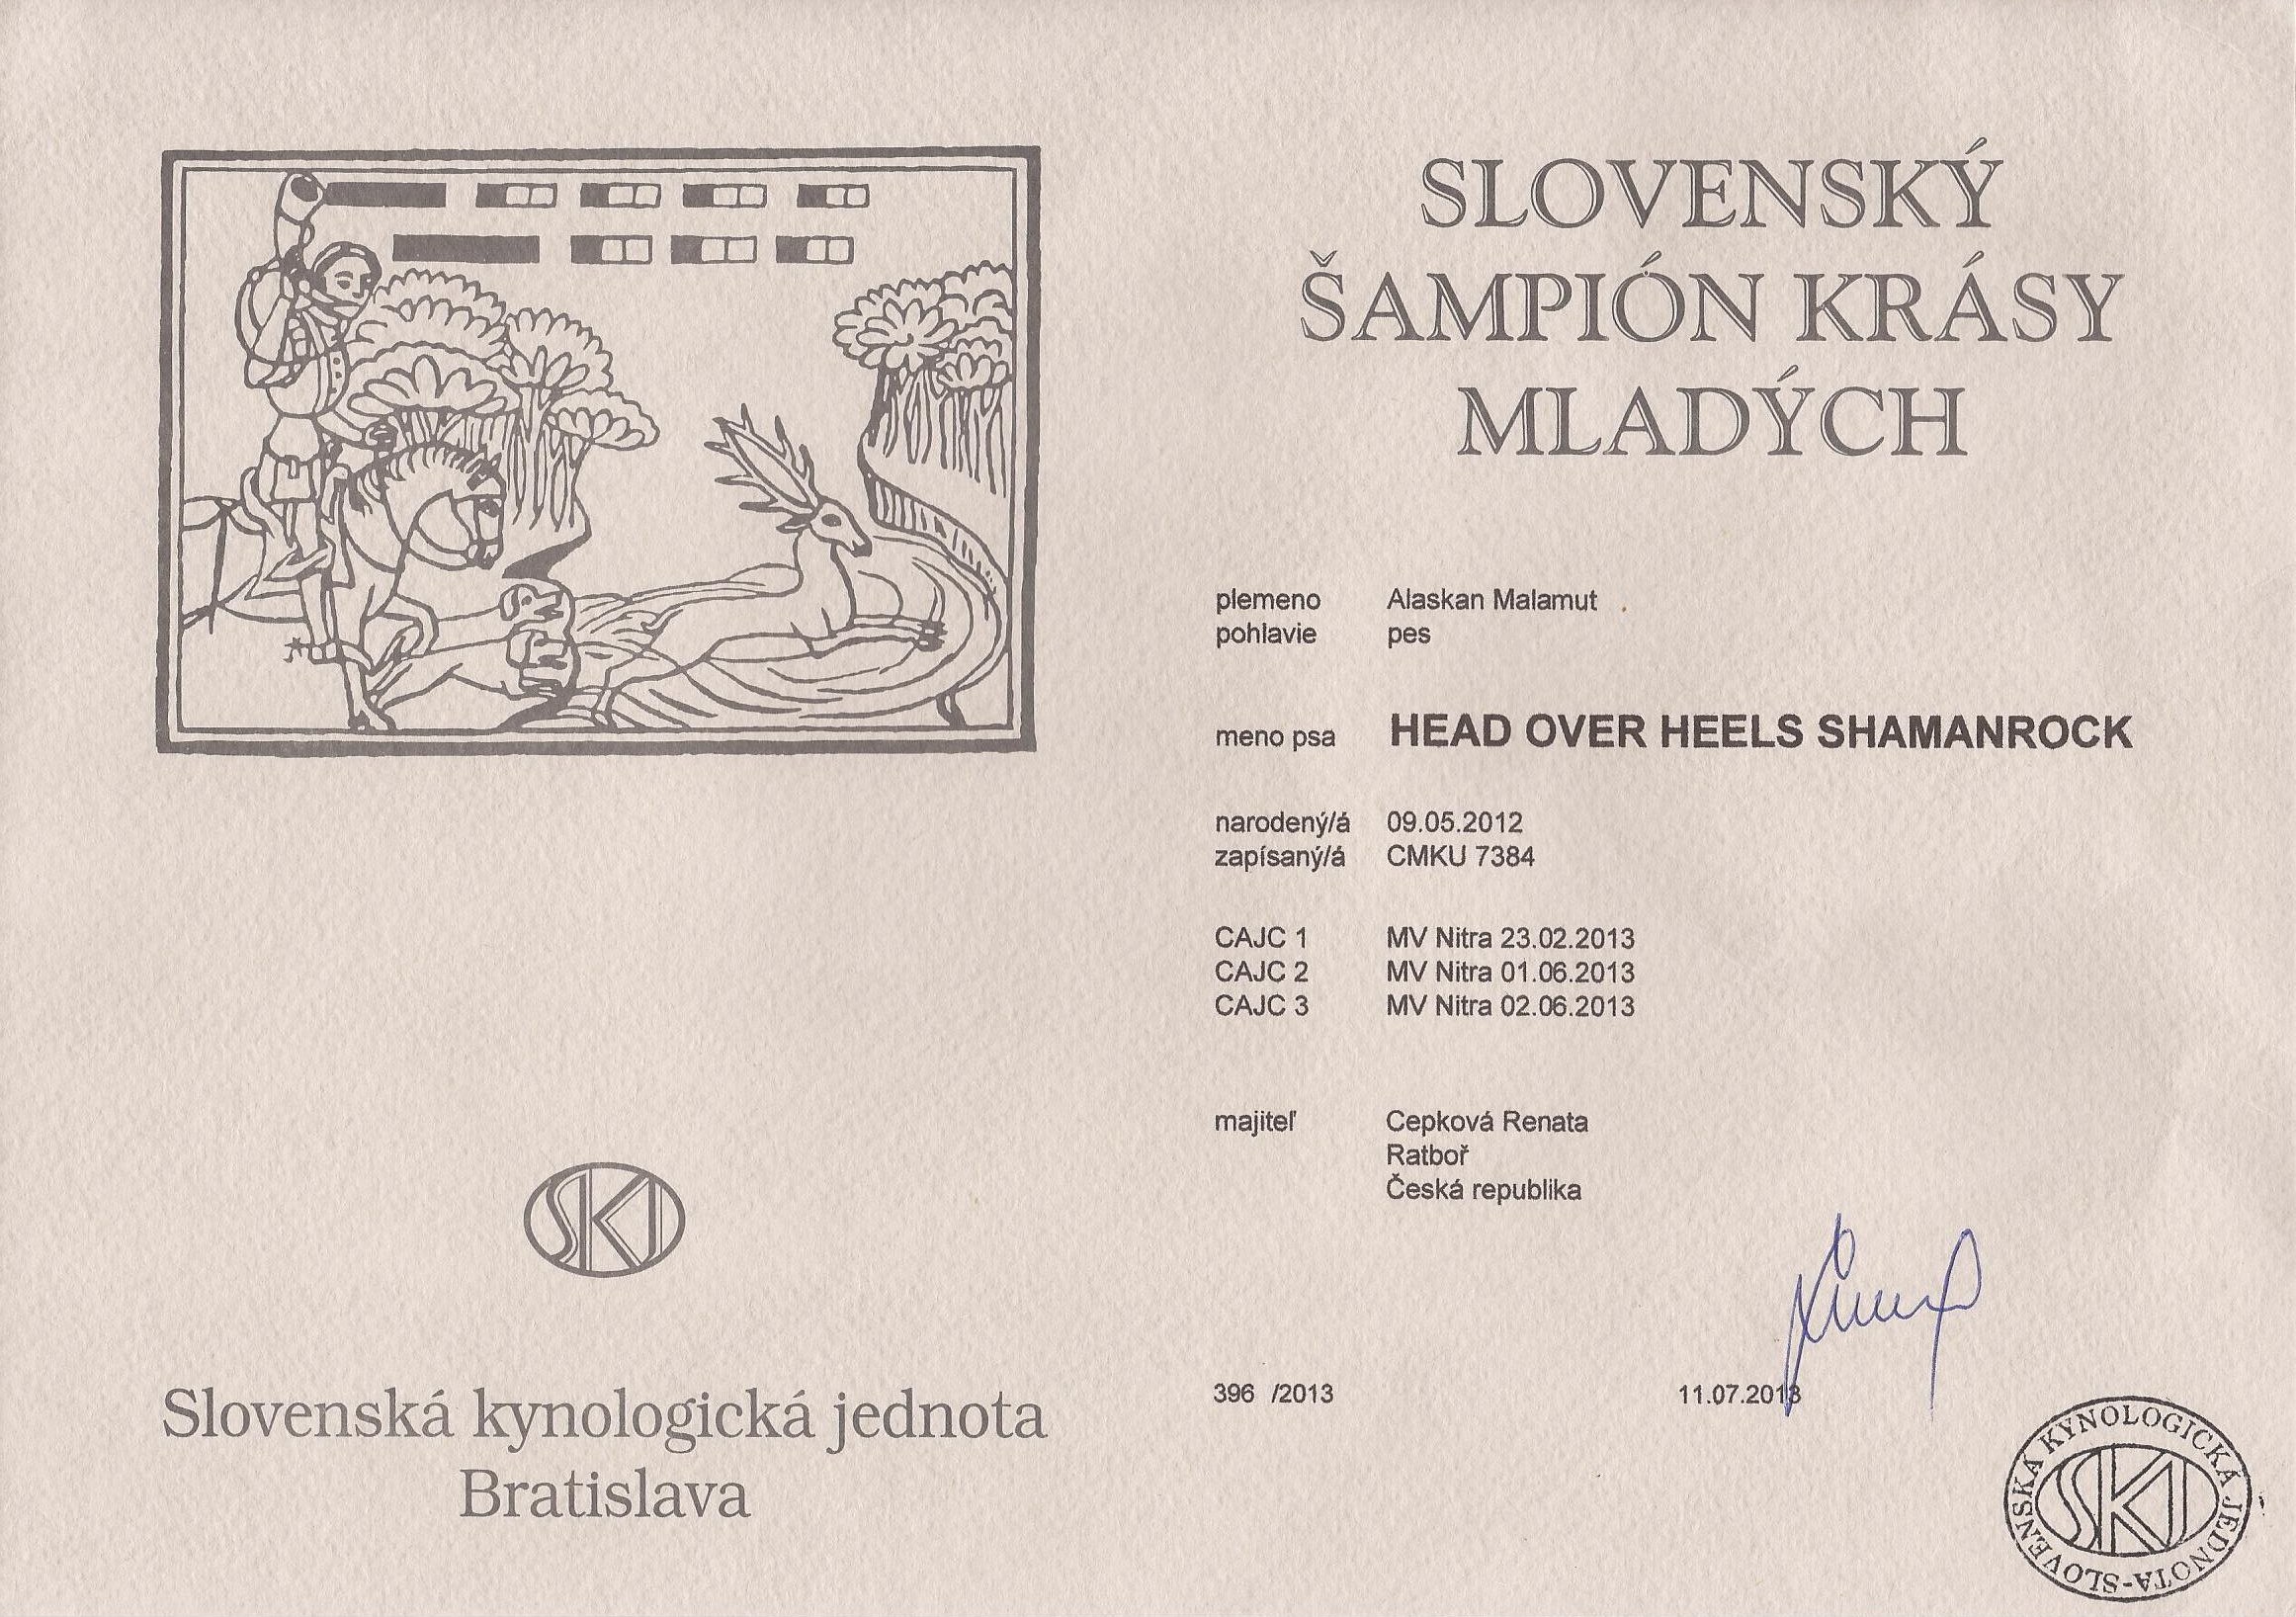 SLOVENSKÝ
ŠAMPIÓN KRÁSY
MLADÝCH
plemeno Alaskan Malamut
pohlavie pes
meno psa HEAD OVER HEELS SHAMANROCK
narodený/á 09.05.2012
zapísaný/á CMKU 7384
CAJC 1 MV Nitra 23.02.2013
CAJC 2 MV Nitra 01.06.2013
CAJC 3 MV Nitra 02.06.2013
majiteľ Cepková Renata
Ratboř
Česká republika
396 /2013 11.07.2013
SKJ
Slovenská kynologická jednota
Bratislava
SLOVENSKÁ KYNOLOGICKÁ JEDNOTA-
SKJ